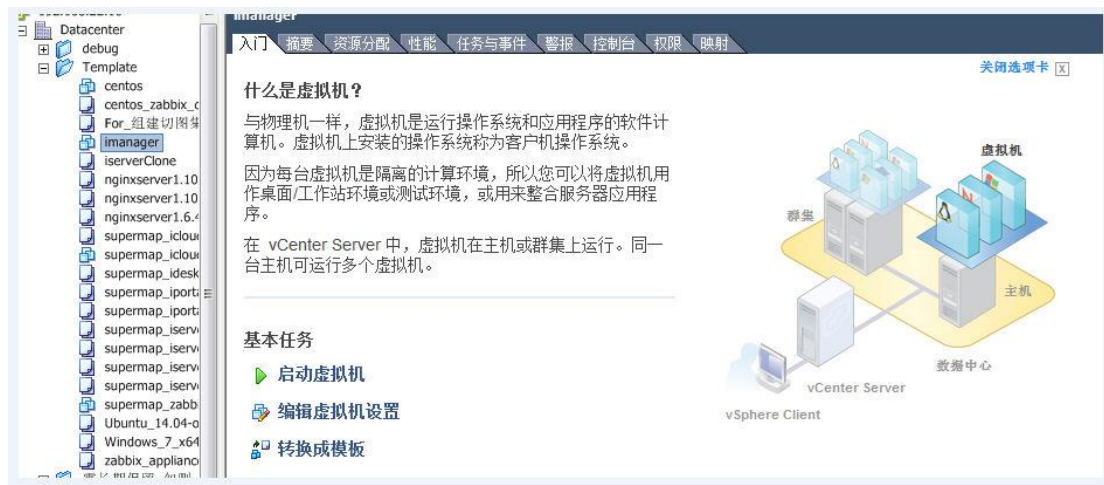 Datacenter
debug
Template
centos
centos_zabbix_c
For_组建切图集
imanager
iserverClone
nginxserver1.10
nginxserver1.10
nginxserver1.6.4
supermap_iclou
supermap_iclou
supermap_idesk
supermap_iport
supermap_iport
supermap_iserv
supermap_iserv
supermap_iserv
supermap_iserv
supermap_zabb
Ubuntu_14.04-o
Windows_7_x64
zabbix_applianc
imanager
入门 摘要 资源分配 性能 任务与事件 警报 控制台 权限 映射
关闭选项卡 X
什么是虚拟机？
与物理机一样，虚拟机是运行操作系统和应用程序的软件计
算机。虚拟机上安装的操作系统称为客户机操作系统。
因为每台虚拟机是隔离的计算环境，所以您可以将虚拟机用
作桌面/工作站环境或测试环境，或用来整合服务器应用程
序。
在 vCenter Server 中，虚拟机在主机或群集上运行。同一
台主机可运行多个虚拟机。
基本任务
启动虚拟机
编辑虚拟机设置
转换成模板
虚拟机
群集
主机
数据中心
vCenter Server
vSphere Client